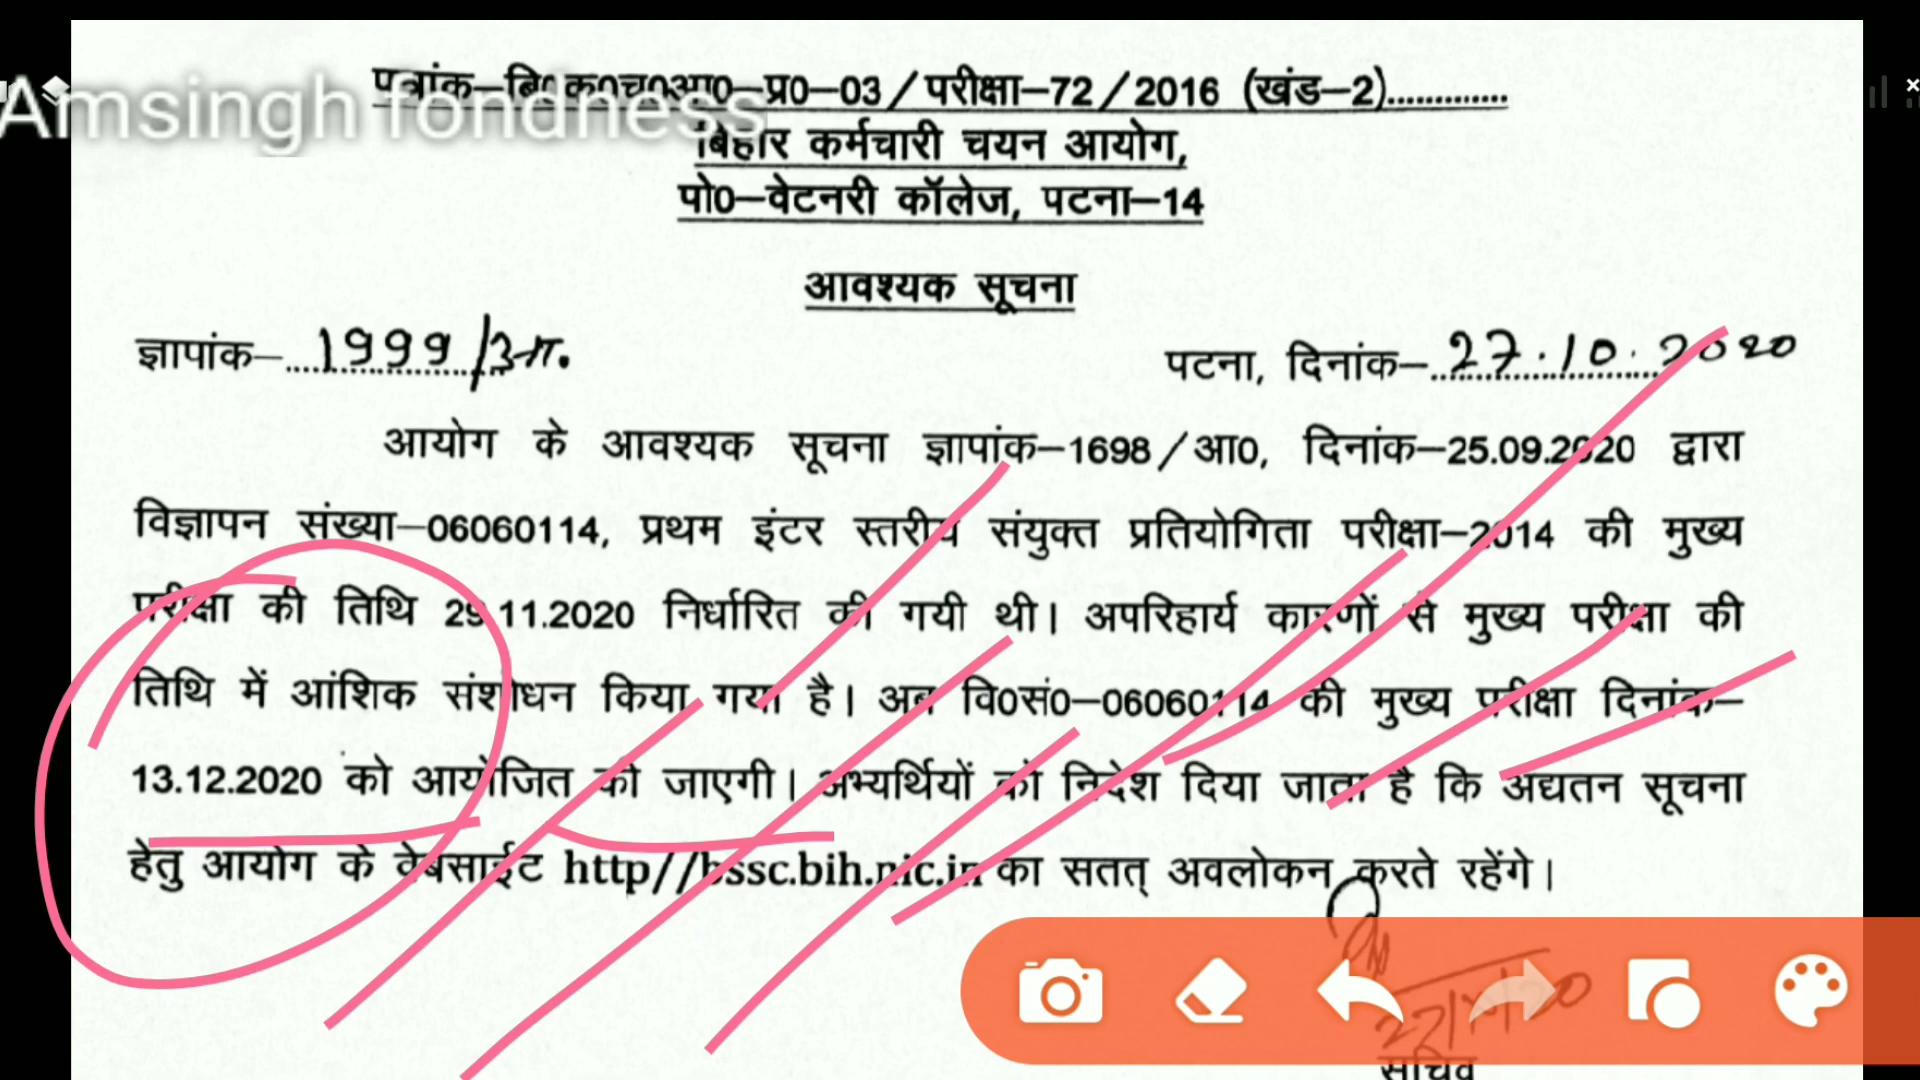 पत्रांक–बि0क0च0आ0–प्र0–03/परीक्षा–72/2016 (खंड–2).............
Amsingh fondness
बिहार कर्मचारी चयन आयोग,
पो0–वेटनरी कॉलेज, पटना–14
आवश्यक सूचना
ज्ञापांक– 1999/आ. पटना, दिनांक– 27.10.2020
आयोग के आवश्यक सूचना ज्ञापांक–1698/आ0, दिनांक–25.09.2020 द्वारा
विज्ञापन संख्या–06060114, प्रथम इंटर स्तरीय संयुक्त प्रतियोगिता परीक्षा–2014 की मुख्य
परीक्षा की तिथि 29.11.2020 निर्धारित की गयी थी। अपरिहार्य कारणों से मुख्य परीक्षा की
तिथि में आंशिक संशोधन किया गया है। अब वि0सं0–06060114 की मुख्य परीक्षा दिनांक–
13.12.2020 को आयोजित की जाएगी। अभ्यर्थियों को निदेश दिया जाता है कि अद्यतन सूचना
हेतु आयोग के वेबसाईट http//bssc.bih.nic.in का सतत् अवलोकन करते रहेंगे।
सचिव